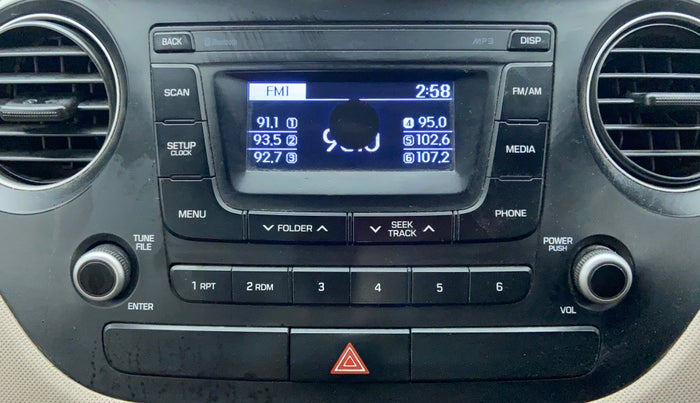 BACK Bluetooth MP3 DISP
SCAN FM1 2:58 FM/AM
91.1 1 4 95.0
SETUP CLOCK 93.5 2 5 102.6 MEDIA
92.7 3 6 107.2
MENU FOLDER SEEK TRACK PHONE
TUNE FILE POWER PUSH
1 RPT 2 RDM 3 4 5 6
ENTER VOL